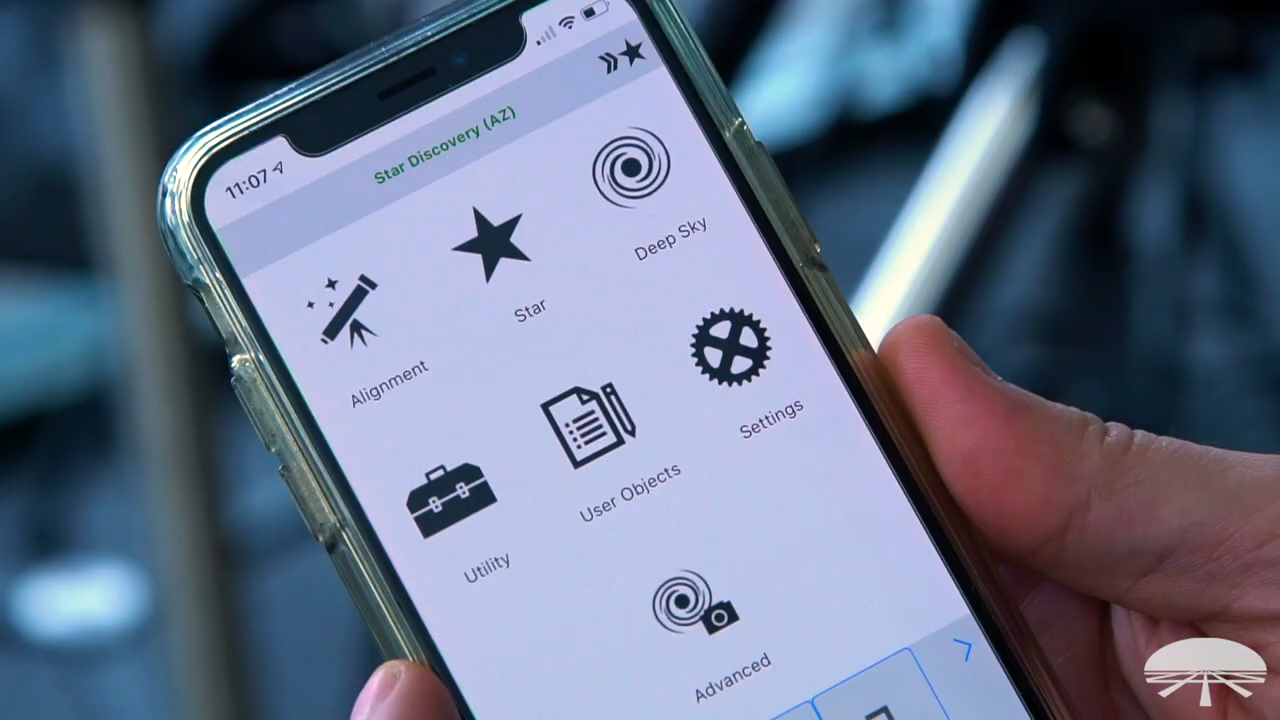 11:07
Star Discovery (AZ)
Alignment
Star
Deep Sky
Utility
User Objects
Settings
Advanced